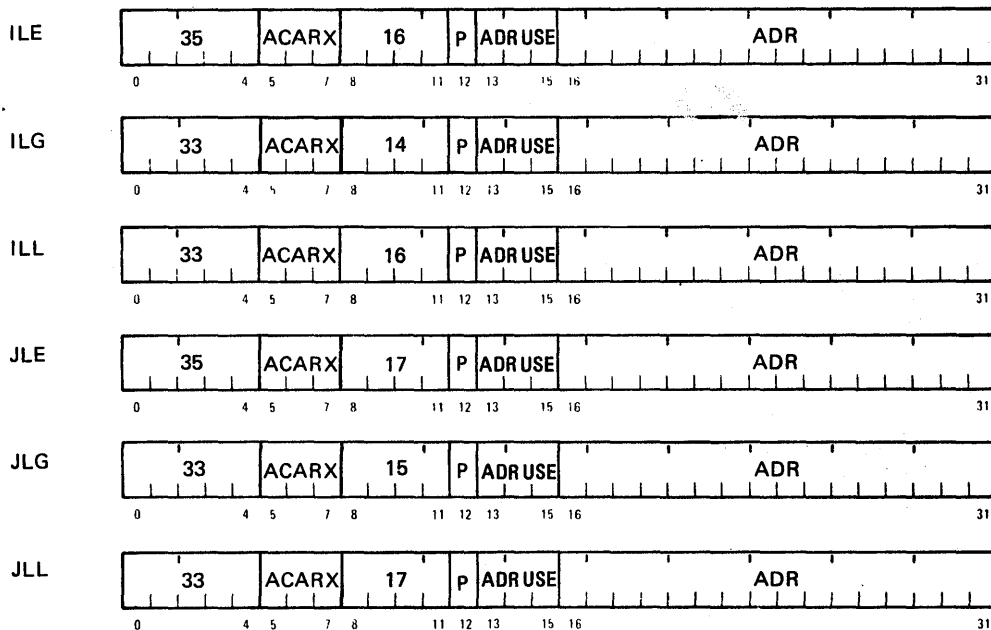 ILE 35 ACARX 16 P ADR USE ADR
0 4 5 7 8 11 12 13 15 16 31
ILG 33 ACARX 14 P ADR USE ADR
0 4 5 7 8 11 12 13 15 16 31
ILL 33 ACARX 16 P ADR USE ADR
0 4 5 7 8 11 12 13 15 16 31
JLE 35 ACARX 17 P ADR USE ADR
0 4 5 7 8 11 12 13 15 16 31
JLG 33 ACARX 15 P ADR USE ADR
0 4 5 7 8 11 12 13 15 16 31
JLL 33 ACARX 17 P ADR USE ADR
0 4 5 7 8 11 12 13 15 16 31